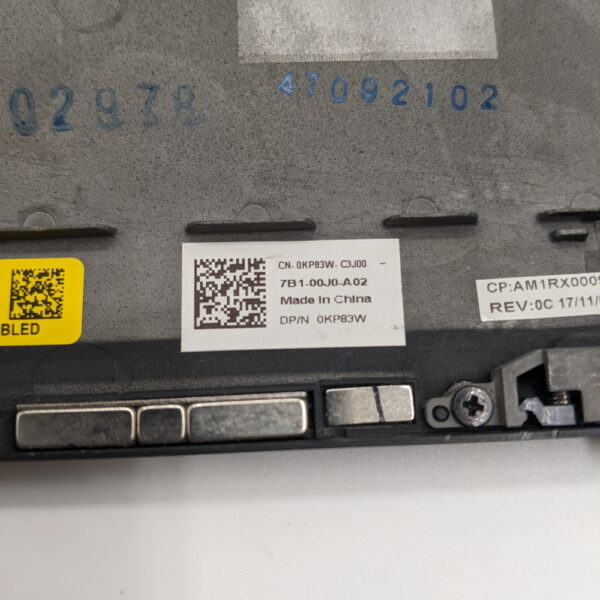 02978
47092102
CN- 0KP83W- C3J00 -
7B1-00J0-A02
Made in China
DP/N 0KP83W
BLED
CP:AM1RX0009
REV:0C 17/11/